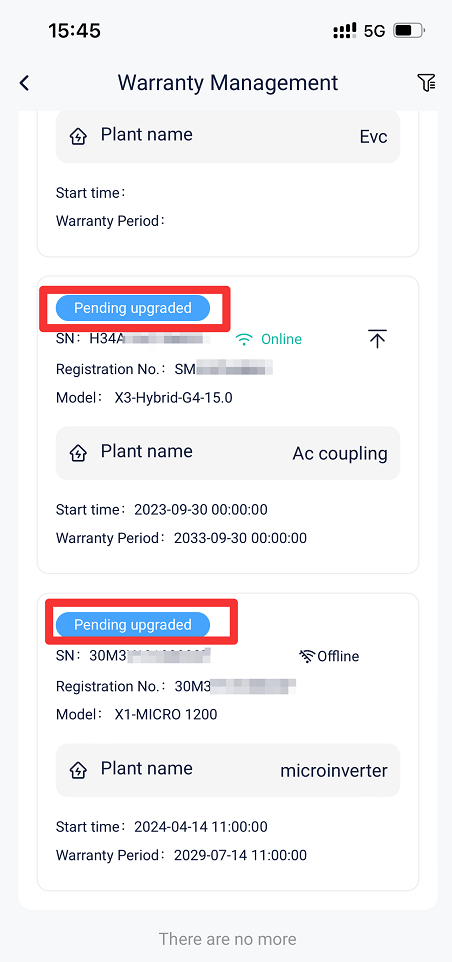 15:45
5G
Warranty Management
Plant name Evc
Start time:
Warranty Period:
Pending upgraded
SN: H34A Online
Registration No.: SM
Model: X3-Hybrid-G4-15.0
Plant name Ac coupling
Start time: 2023-09-30 00:00:00
Warranty Period: 2033-09-30 00:00:00
Pending upgraded
SN: 30M3 Offline
Registration No.: 30M3
Model: X1-MICRO 1200
Plant name microinverter
Start time: 2024-04-14 11:00:00
Warranty Period: 2029-07-14 11:00:00
There are no more